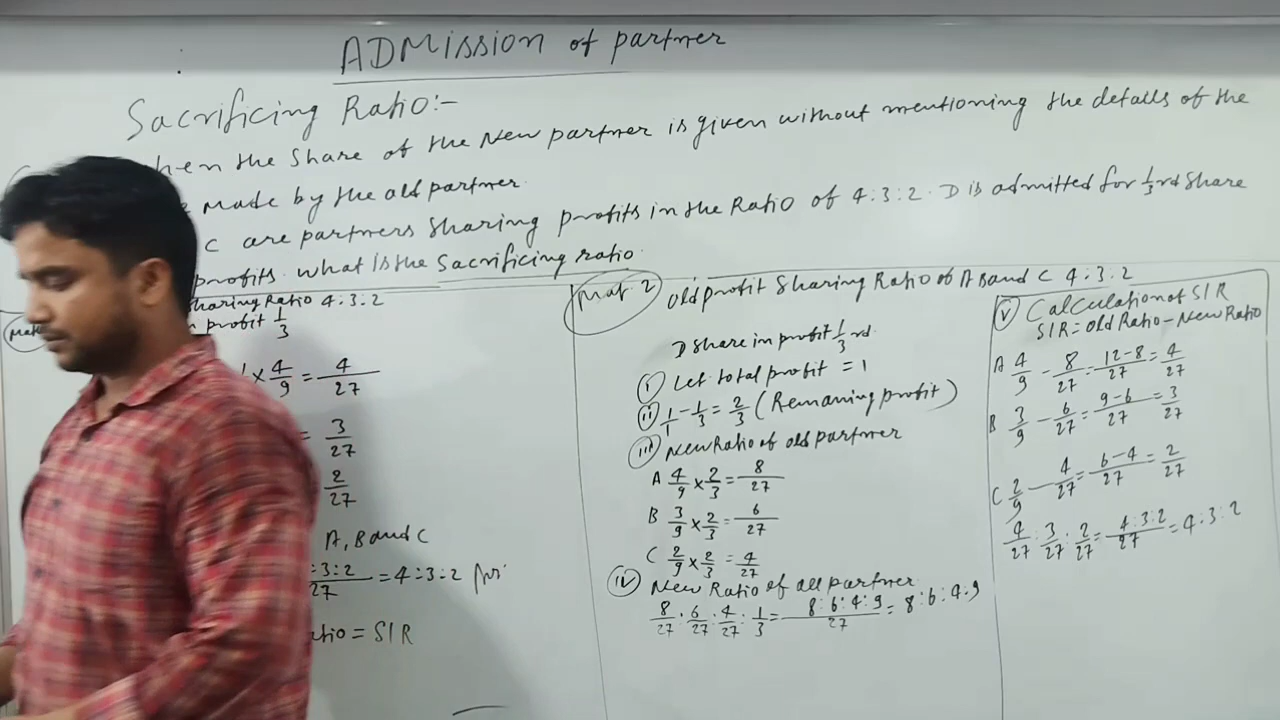 ADMission of partner
Sacrificing Ratio:-
hen the Share of the New partner is given without mentioning the details of the
Made by the old partner.
C are partners Sharing profits in the Ratio of 4:3:2. D is admitted for 1/3rd Share
profits. what is the Sacrificing ratio.
haring Ratio 4:3:2
profit 1/3
× 4/9 = 4/27
= 3/27
2/27
A, B and C
:3:2/27 = 4:3:2
atio = S/R
Met. 2
old profit Sharing Ratio of A B and C 4:3:2
D share in profit 1/3 rd.
(i) Let total profit = 1
(ii) 1/1 - 1/3 = 2/3 (Remaning profit)
(iii) New Ratio of old partner
A 4/9 × 2/3 = 8/27
B 3/9 × 2/3 = 6/27
C 2/9 × 2/3 = 4/27
(iv) New Ratio of all partner
8/27 : 6/27 : 4/27 : 1/3 = 8:6:4:9/27 = 8:6:4:9
(v) Calculation of S/R
S/R = old Ratio - New Ratio
A 4/9 - 8/27 = 12-8/27 = 4/27
B 3/9 - 6/27 = 9-6/27 = 3/27
C 2/9 - 4/27 = 6-4/27 = 2/27
4/27 : 3/27 : 2/27 = 4:3:2/27 = 4:3:2